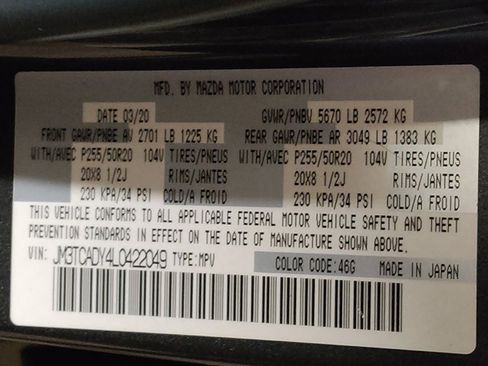 MFD. BY MAZDA MOTOR CORPORATION
DATE 03/20 GVWR/PNBV 5670 LB 2572 KG
FRONT GAWR/PNBE AV 2701 LB 1225 KG REAR GAWR/PNBE AR 3049 LB 1383 KG
WITH/AVEC P255/50R20 104V TIRES/PNEUS WITH/AVEC P255/50R20 104V TIRES/PNEUS
20X8 1/2J RIMS/JANTES 20X8 1/2J RIMS/JANTES
230 KPA/34 PSI COLD/A FROID 230 KPA/34 PSI COLD/A FROID
THIS VEHICLE CONFORMS TO ALL APPLICABLE FEDERAL MOTOR VEHICLE SAFETY AND THEFT
PREVENTION STANDARDS IN EFFECT ON THE DATE OF MANUFACTURE SHOWN ABOVE.
VIN: JM3TCADY4L0422049 TYPE:MPV COLOR CODE:46G MADE IN JAPAN